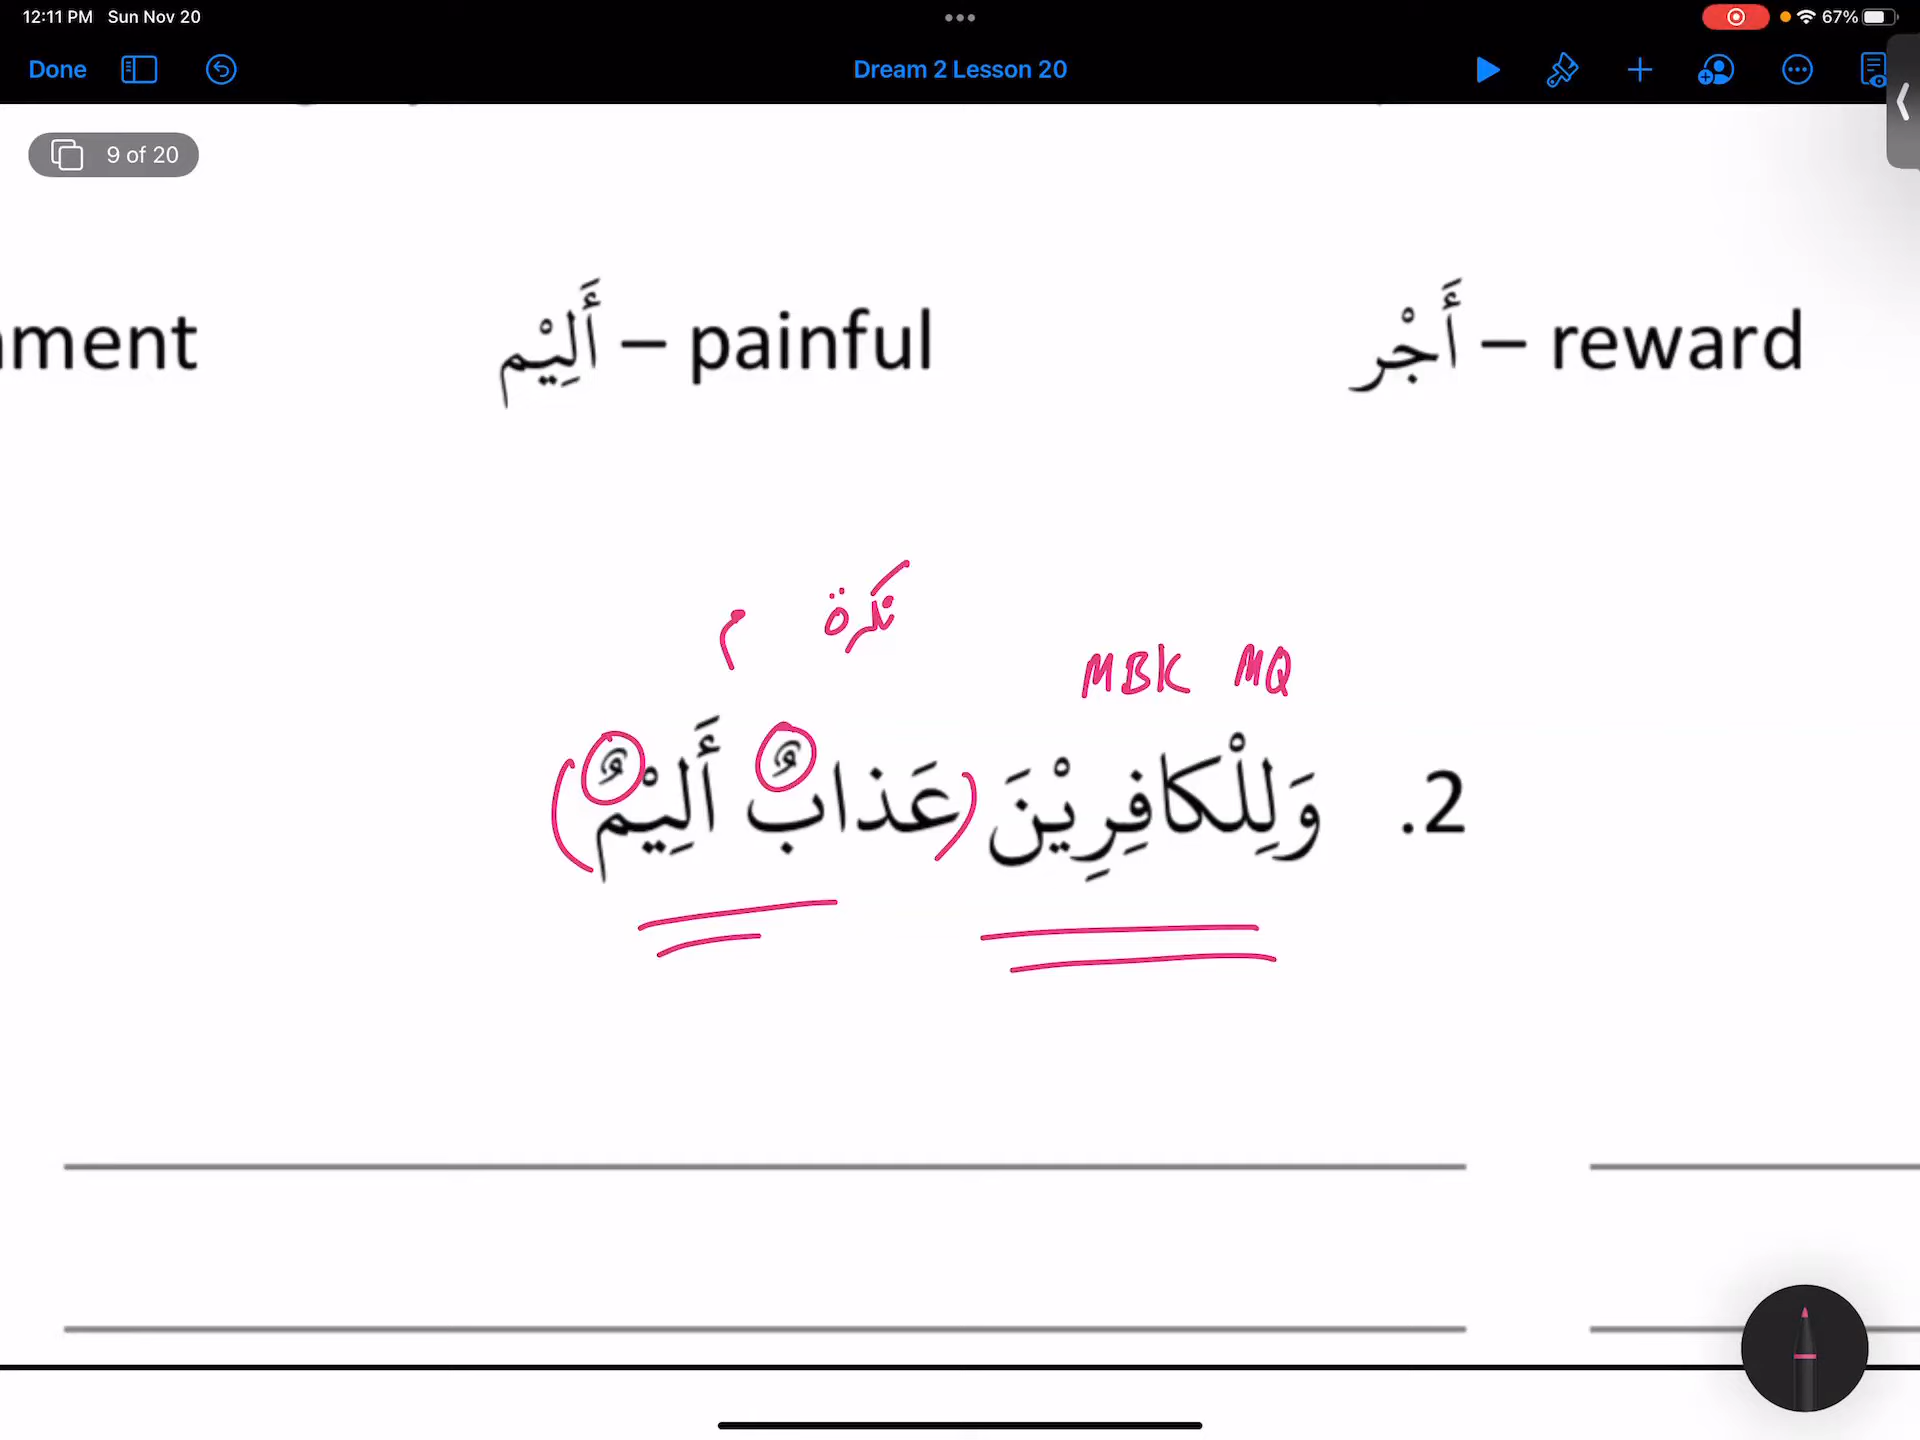 12:11 PM Sun Nov 20
67%
Done
Dream 2 Lesson 20
9 of 20
أَلِيْم – painful
أَجْر – reward
نكرة م
MBK MQ
2. وَلِلْكافِرِيْنَ (عَذابٌ أَلِيْمٌ)